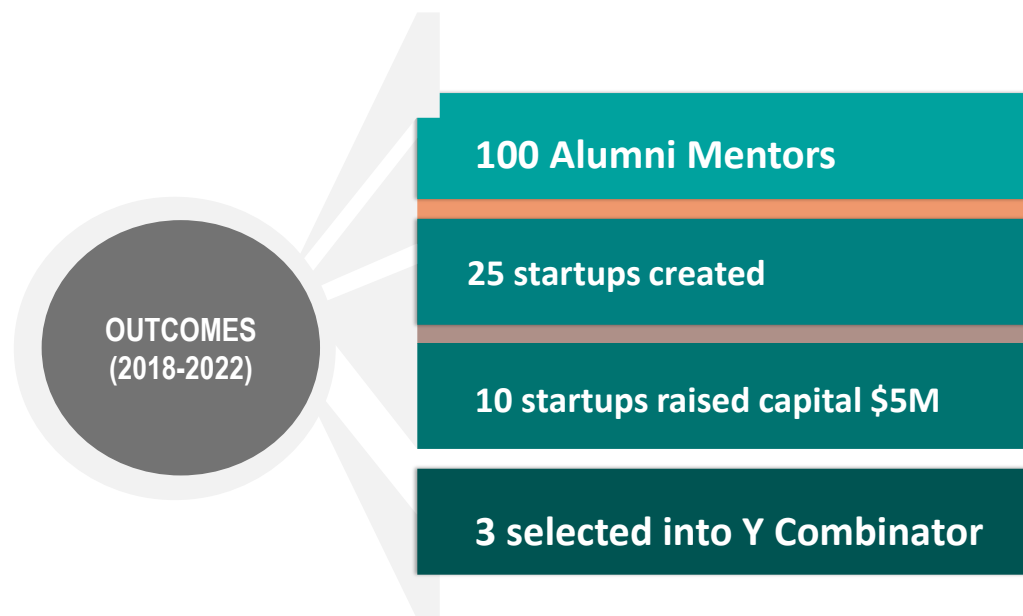 OUTCOMES
(2018-2022)
100 Alumni Mentors
25 startups created
10 startups raised capital $5M
3 selected into Y Combinator